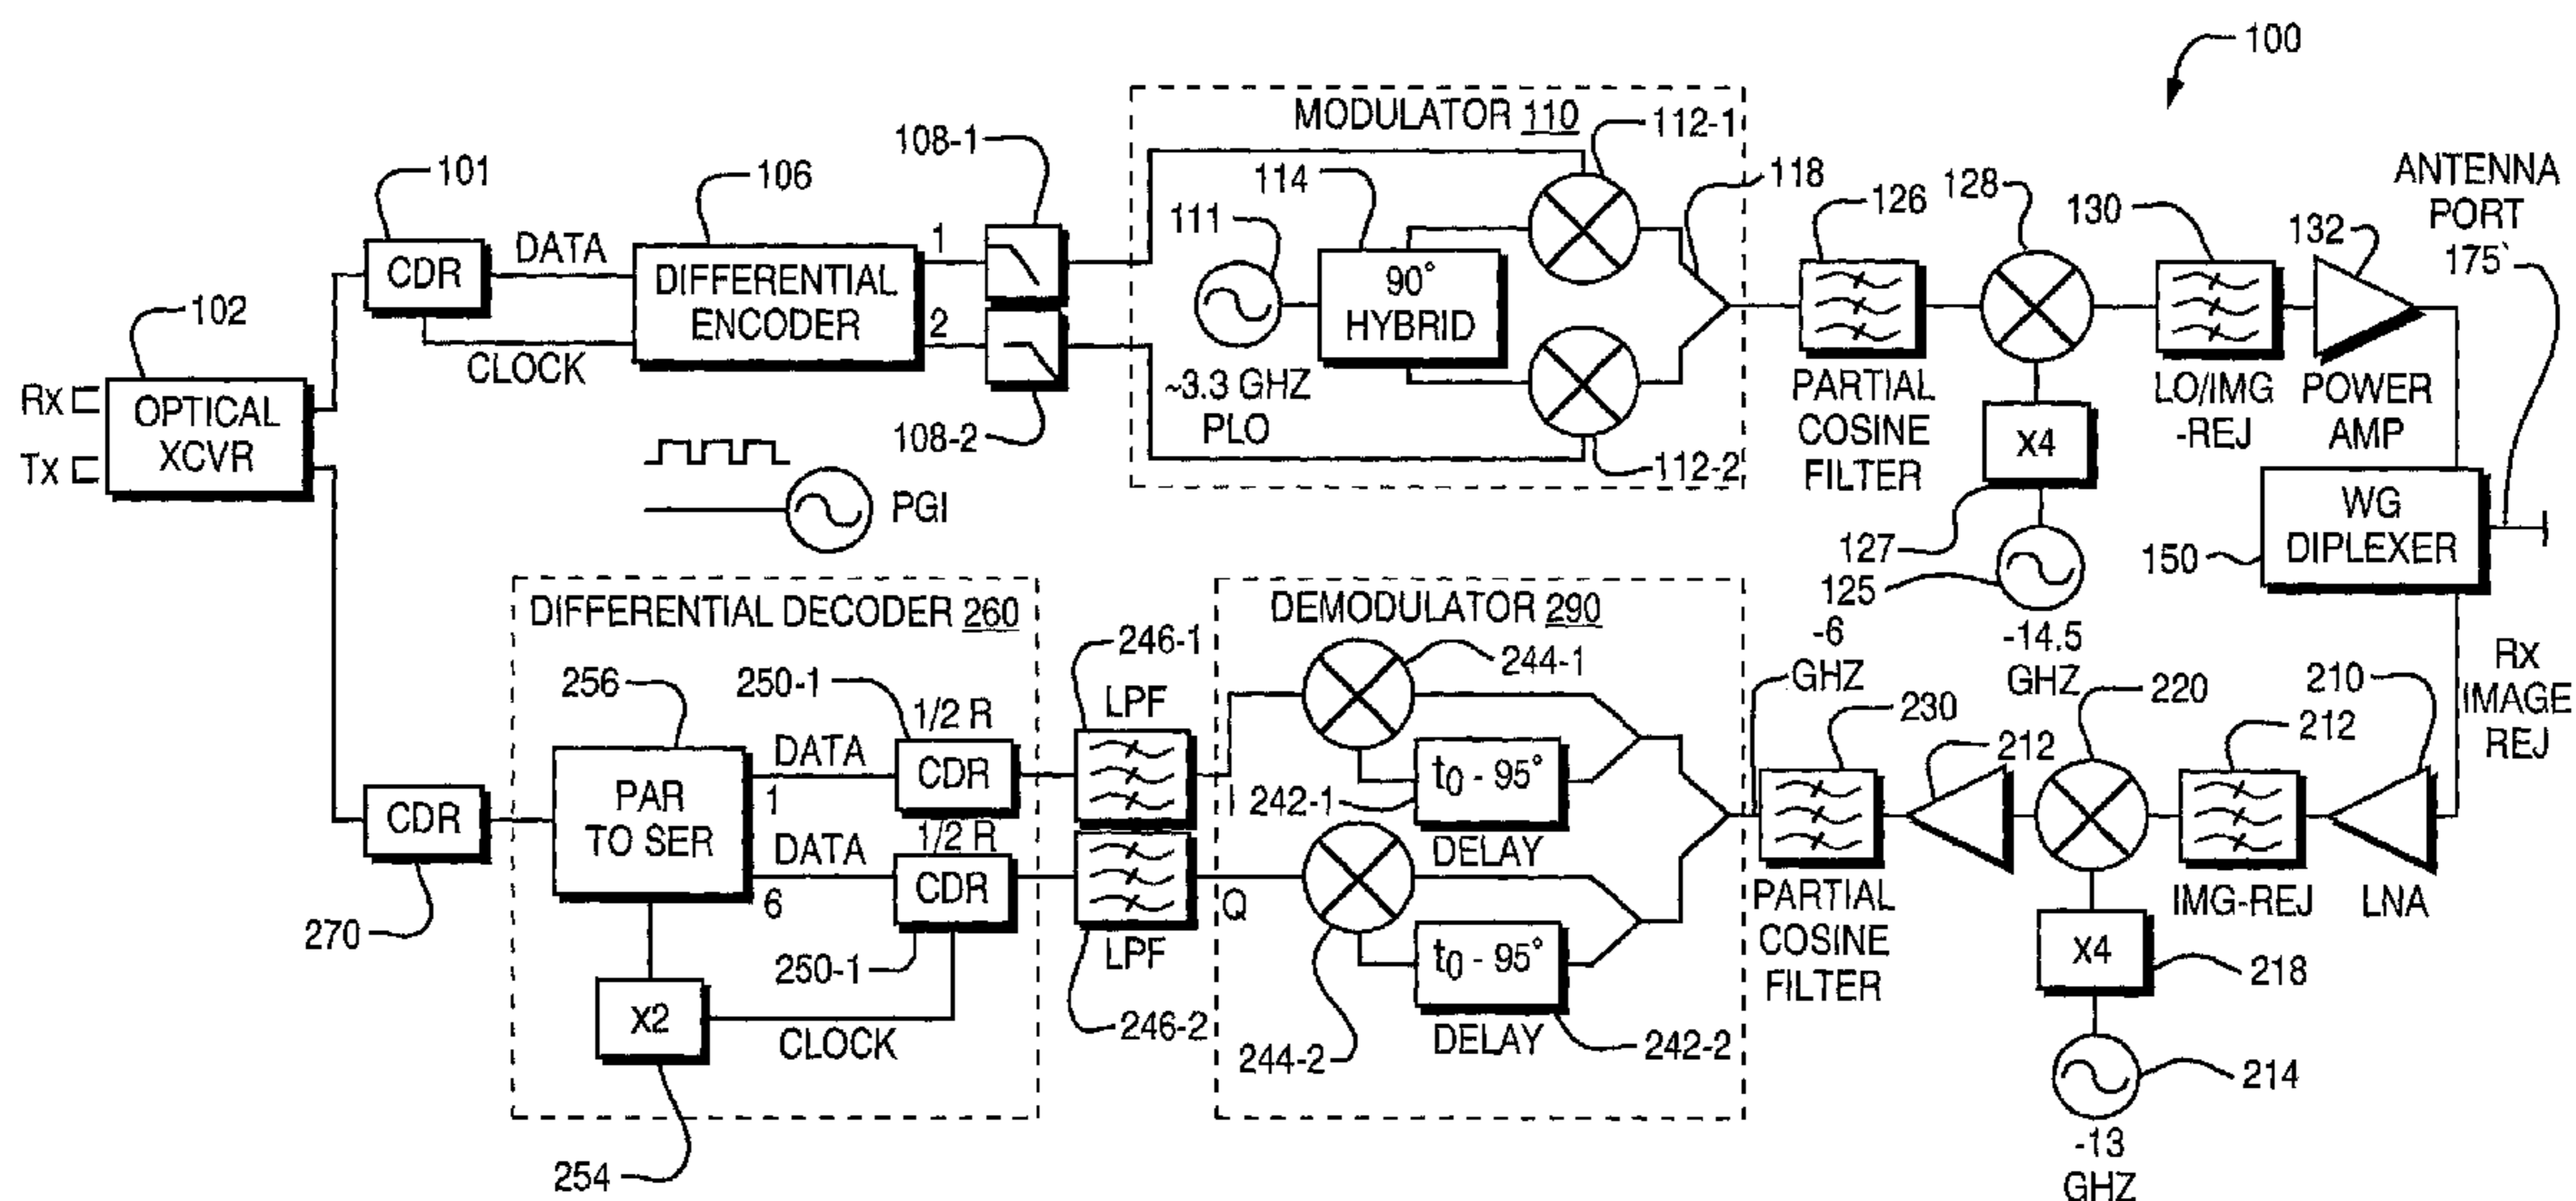 100
101
DATA
CDR
CLOCK
102
Rx
Tx
OPTICAL
XCVR
106
DIFFERENTIAL
ENCODER
1
2
108-1
108-2
PGI
MODULATOR 110
111
~3.3 GHZ
PLO
114
90°
HYBRID
112-1
112-2
118
126
PARTIAL
COSINE
FILTER
128
X4
127
125
-14.5
GHZ
130
LO/IMG
-REJ
132
POWER
AMP
ANTENNA
PORT
175`
WG
DIPLEXER
150
Rx
IMAGE
REJ
210
LNA
212
IMG-REJ
220
X4
218
214
-13
GHZ
212
230
PARTIAL
COSINE
FILTER
-6
GHZ
DEMODULATOR 290
244-1
t0 - 95°
242-1
DELAY
244-2
t0 - 95°
DELAY
242-2
I
Q
246-1
LPF
LPF
246-2
DIFFERENTIAL DECODER 260
256
PAR
TO SER
250-1
1/2 R
CDR
DATA
1
1/2 R
CDR
DATA
6
250-1
X2
CLOCK
254
CDR
270